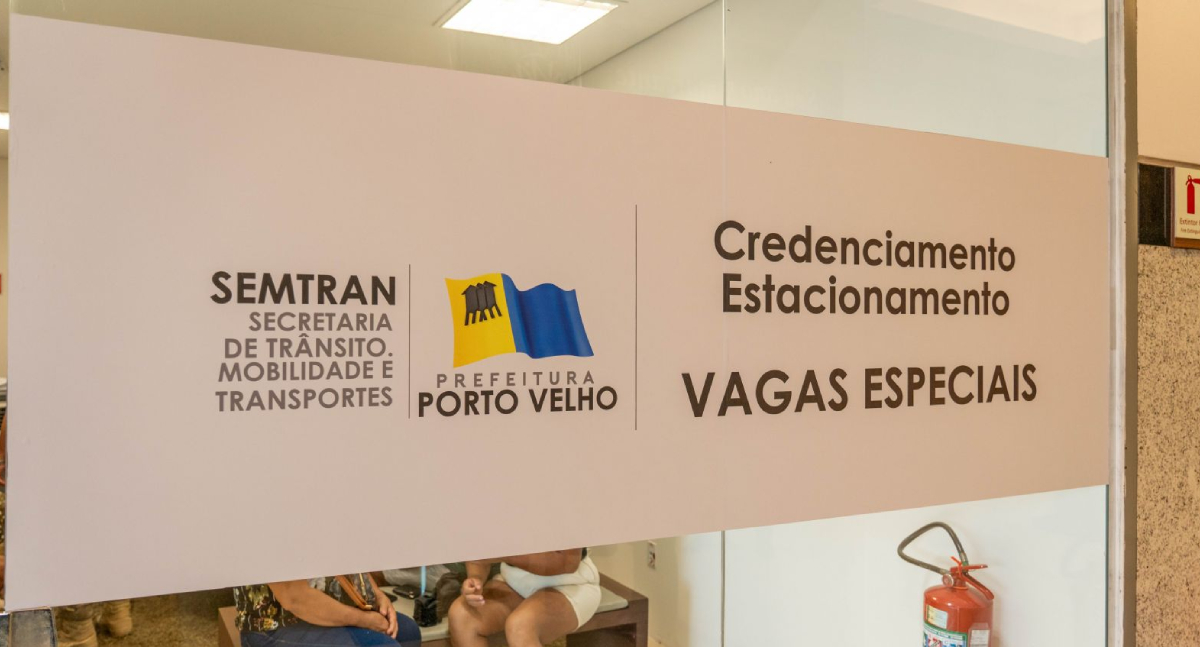 SEMTRAN
SECRETARIA
DE TRÂNSITO.
MOBILIDADE E
TRANSPORTES
PREFEITURA
PORTO VELHO
Credenciamento
Estacionamento
VAGAS ESPECIAIS